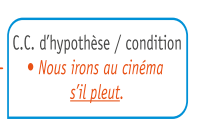 C.C. d'hypothèse / condition
• Nous irons au cinéma
s'il pleut.